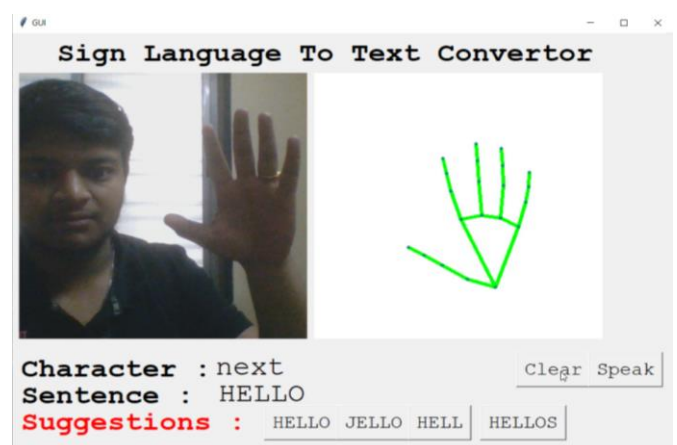 GUI
Sign Language To Text Convertor
Character : next
Clear Speak
Sentence : HELLO
Suggestions : HELLO JELLO HELL HELLOS